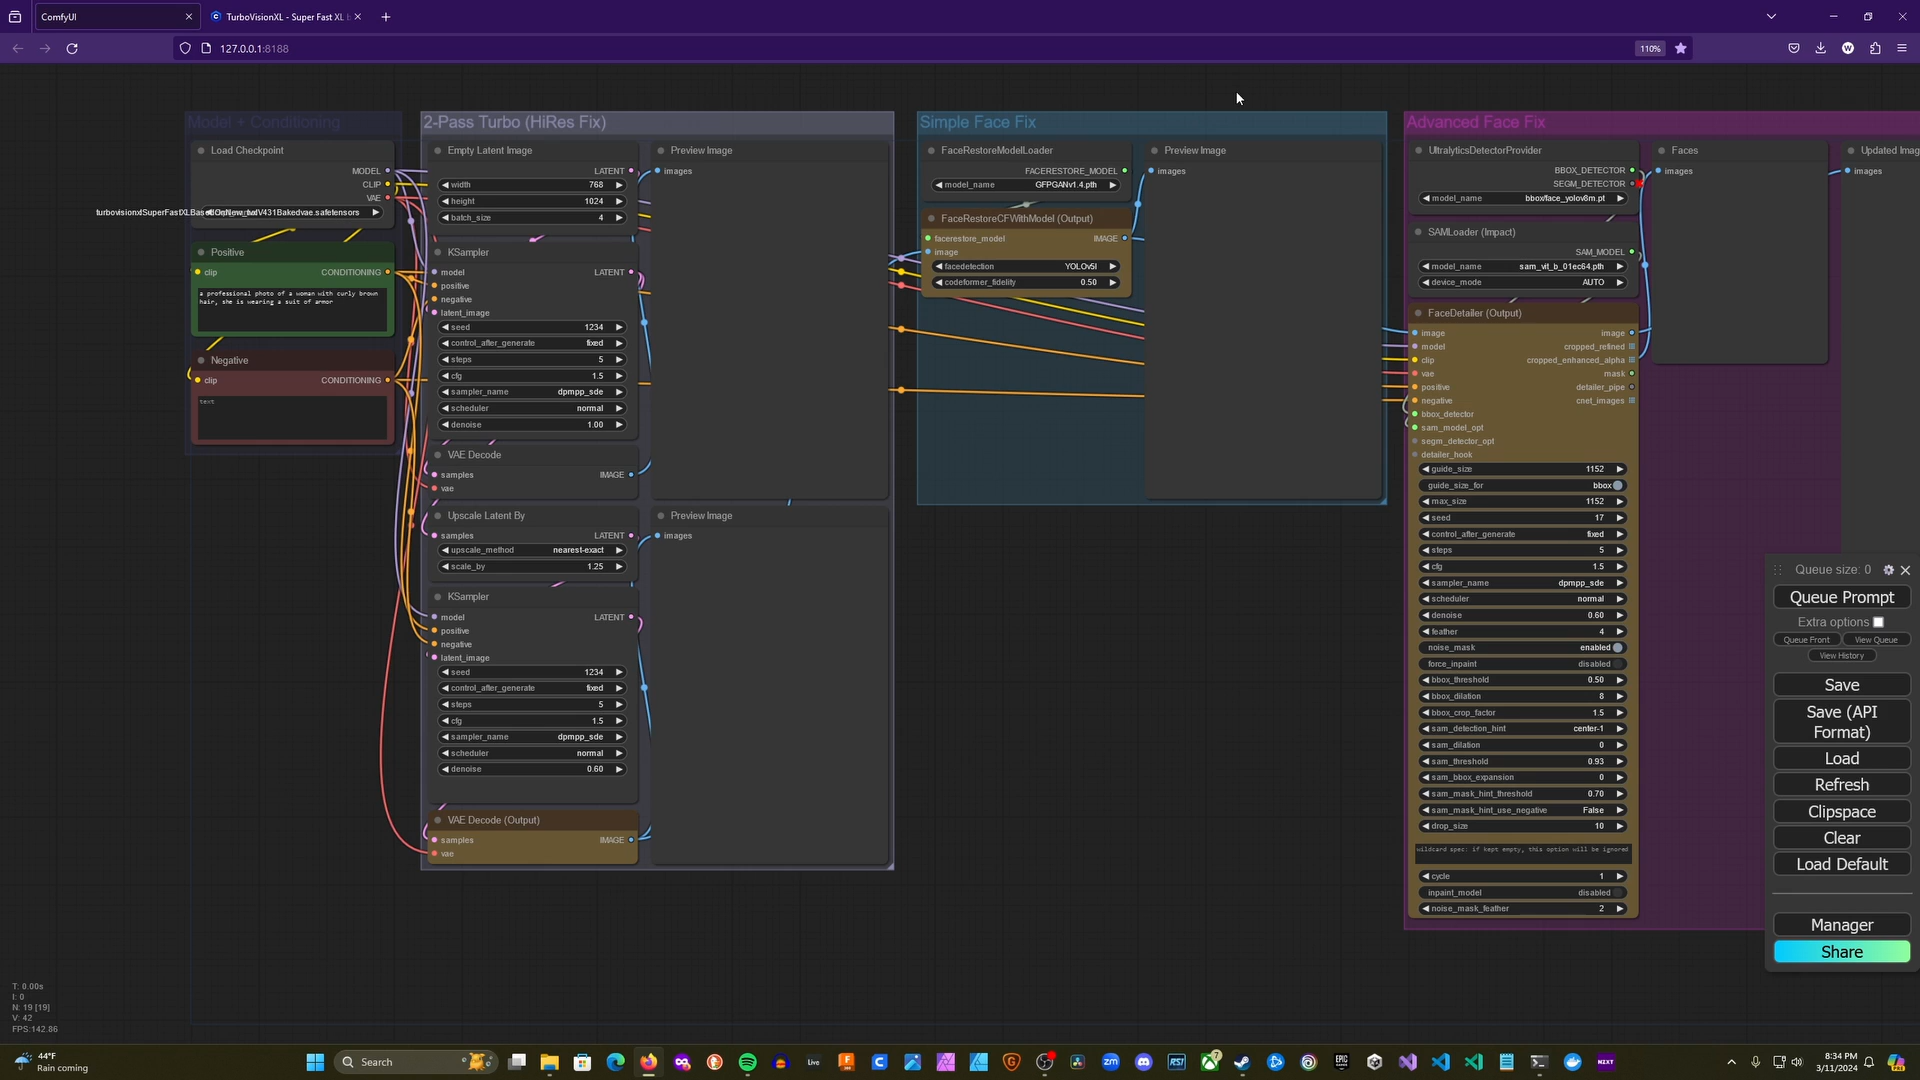 ComfyUI
TurboVisionXL - Super Fast XL b
127.0.0.1:8188
110%
Model + Conditioning
Load Checkpoint
MODEL
CLIP
VAE
Positive
clip
CONDITIONING
a professional photo of a woman with curly brown
hair, she is wearing a suit of armor
Negative
clip
CONDITIONING
text
2-Pass Turbo (HiRes Fix)
Empty Latent Image
LATENT
width 768
height 1024
batch_size 4
KSampler
model LATENT
positive
negative
latent_image
seed 1234
control_after_generate fixed
steps 5
cfg 1.5
sampler_name dpmpp_sde
scheduler normal
denoise 1.00
VAE Decode
samples IMAGE
vae
Upscale Latent By
samples LATENT
upscale_method nearest-exact
scale_by 1.25
KSampler
model LATENT
positive
negative
latent_image
seed 1234
control_after_generate fixed
steps 5
cfg 1.5
sampler_name dpmpp_sde
scheduler normal
denoise 0.60
VAE Decode (Output)
samples IMAGE
vae
Preview Image
images
Preview Image
images
Simple Face Fix
FaceRestoreModelLoader
FACERESTORE_MODEL
model_name GFPGANv1.4.pth
FaceRestoreCFWithModel (Output)
facerestore_model IMAGE
image
facedetection YOLOv5l
codeformer_fidelity 0.50
Preview Image
images
Advanced Face Fix
UltralyticsDetectorProvider
BBOX_DETECTOR
SEGM_DETECTOR
model_name bbox/face_yolov8m.pt
SAMLoader (Impact)
SAM_MODEL
model_name sam_vit_b_01ec64.pth
device_mode AUTO
FaceDetailer (Output)
image image
model cropped_refined
clip cropped_enhanced_alpha
vae mask
positive detailer_pipe
negative cnet_images
bbox_detector
sam_model_opt
segm_detector_opt
detailer_hook
guide_size 1152
guide_size_for bbox
max_size 1152
seed 17
control_after_generate fixed
steps 5
cfg 1.5
sampler_name dpmpp_sde
scheduler normal
denoise 0.60
feather 4
noise_mask enabled
force_inpaint disabled
bbox_threshold 0.50
bbox_dilation 8
bbox_crop_factor 1.5
sam_detection_hint center-1
sam_dilation 0
sam_threshold 0.93
sam_bbox_expansion 0
sam_mask_hint_threshold 0.70
sam_mask_hint_use_negative False
drop_size 10
wildcard spec: if kept empty, this option will be ignored
cycle 1
inpaint_model disabled
noise_mask_feather 2
Faces
images
Updated Imag
images
Queue size: 0
Queue Prompt
Extra options
Queue Front View Queue
View History
Save
Save (API
Format)
Load
Refresh
Clipspace
Clear
Load Default
Manager
Share
T: 0.00s
I: 0
N: 19 [19]
V: 42
FPS:142.86
44°F
Rain coming
Search
Live
zm
RSI
7
EPIC
NZXT
8:34 PM
3/11/2024